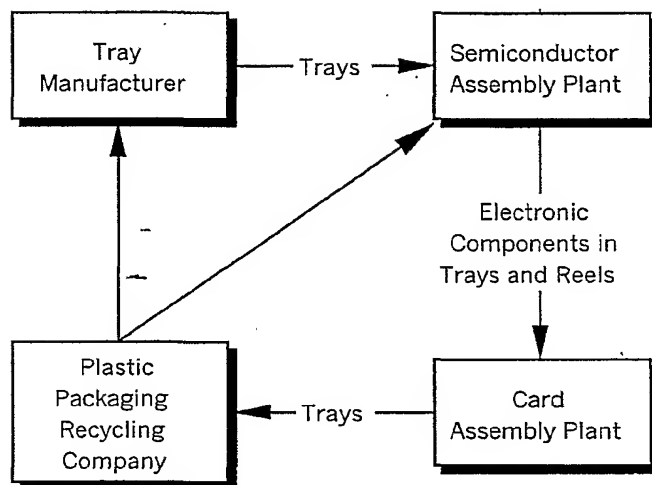 Tray
Manufacturer
Trays
Semiconductor
Assembly Plant
Electronic
Components in
Trays and Reels
Plastic
Packaging
Recycling
Company
Trays
Card
Assembly Plant